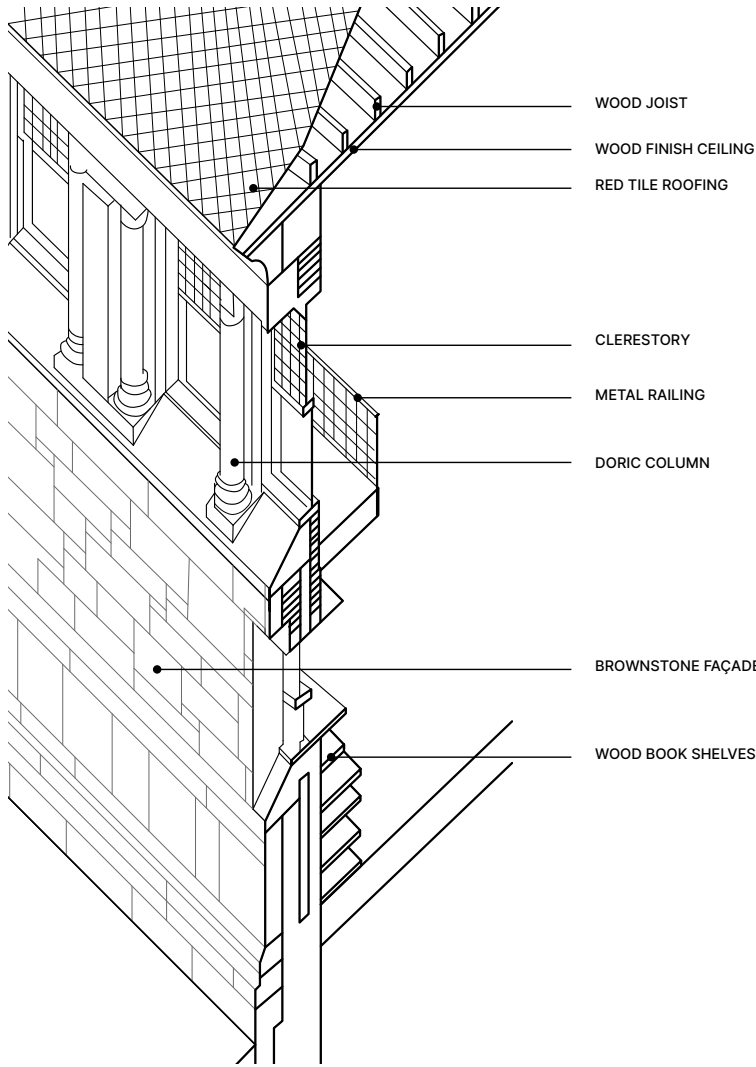 WOOD JOIST
WOOD FINISH CEILING
RED TILE ROOFING
CLERESTORY
METAL RAILING
DORIC COLUMN
BROWNSTONE FAÇADE
WOOD BOOK SHELVES